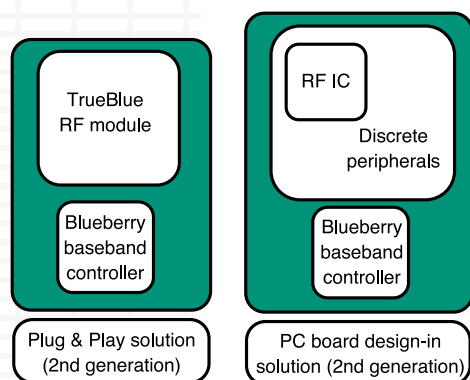 TrueBlue
RF module
Blueberry
baseband
controller
Plug & Play solution
(2nd generation)
RF IC
Discrete
peripherals
Blueberry
baseband
controller
PC board design-in
solution (2nd generation)